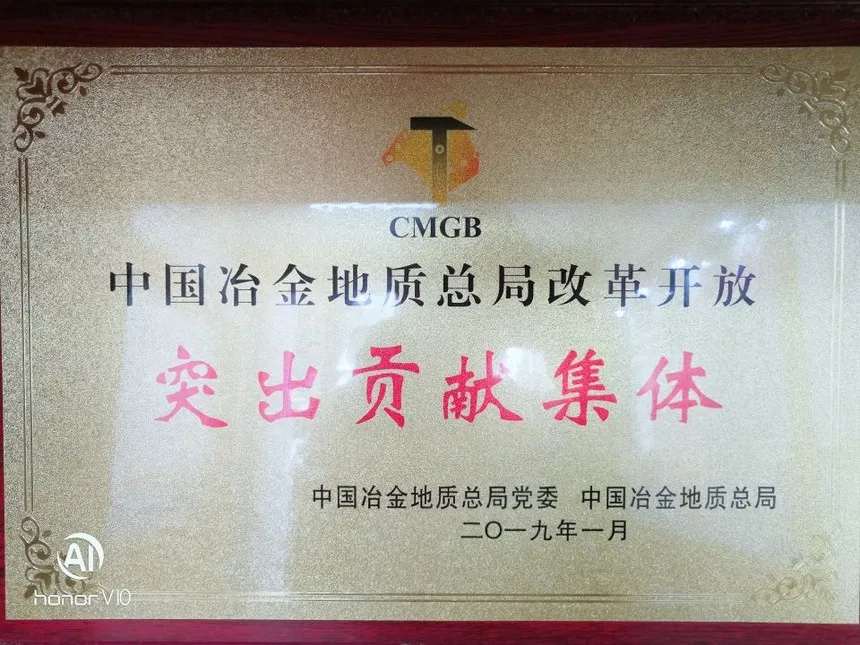 CMGB
中国冶金地质总局改革开放
突出贡献集体
中国冶金地质总局党委 中国冶金地质总局
二〇一九年一月
AI
honor V10